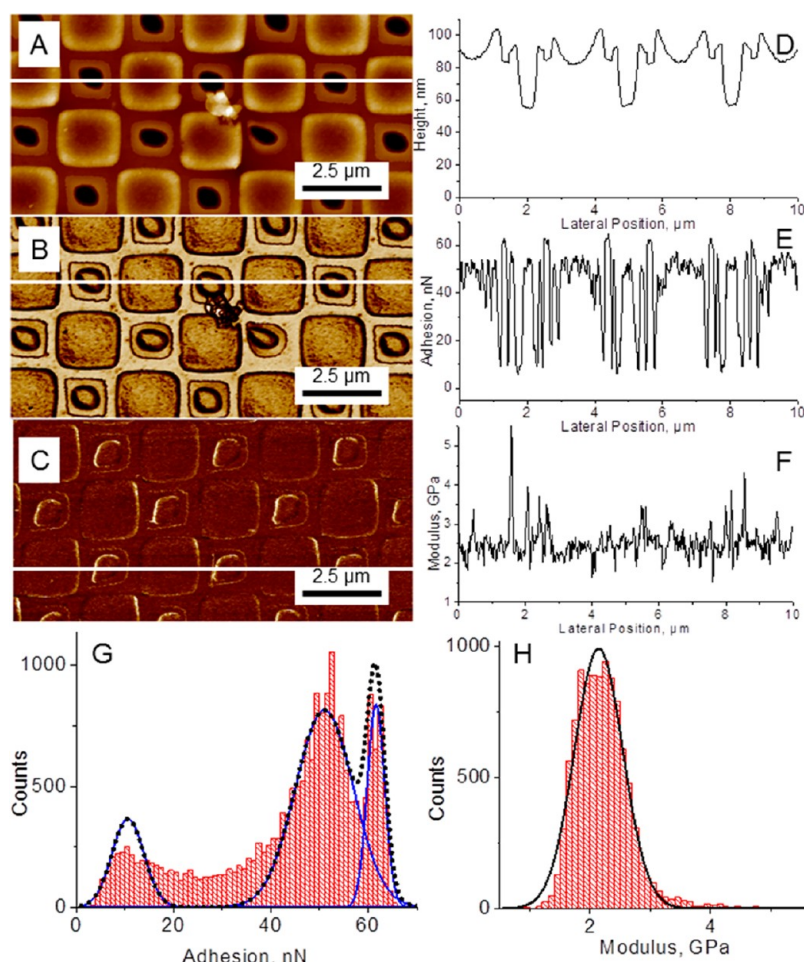 A
2.5 µm
B
2.5 µm
C
2.5 µm
D
Height, nm
100
80
60
40
20
0
0 2 4 6 8 10
Lateral Position, µm
E
Adhesion, nN
60
40
20
0
0 2 4 6 8 10
Lateral Position, µm
F
Modulus, GPa
5
4
3
2
1
0 2 4 6 8 10
Lateral Position, µm
G
Counts
1000
500
0
0 20 40 60
Adhesion, nN
H
Counts
1000
500
0
2 4
Modulus, GPa